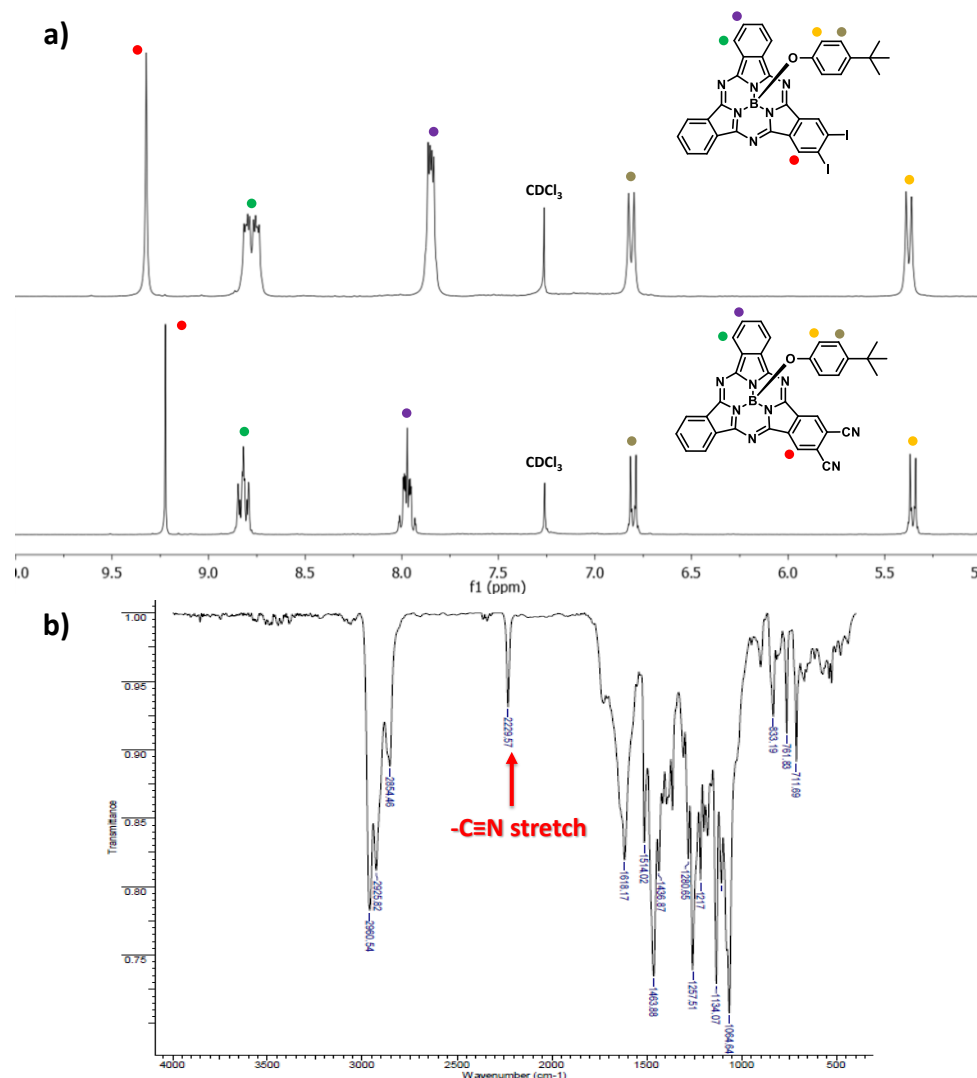 a)
O
N N
N B N
N
I
I
CDCl3
O
N N
N B N
N
CN
CN
CDCl3
9.5 9.0 8.5 8.0 7.5 7.0 6.5 6.0 5.5
f1 (ppm)
b)
1.00
0.95
0.90
0.85
0.80
0.75
Transmittance
2960.54
2925.82
2854.46
2229.57
-C≡N stretch
1618.17
1514.02
1463.88
1436.87
1280.65
1257.51
1217
1134.07
1064.64
833.19
761.83
711.69
4000 3500 3000 2500 2000 1500 1000 500
Wavenumber (cm-1)